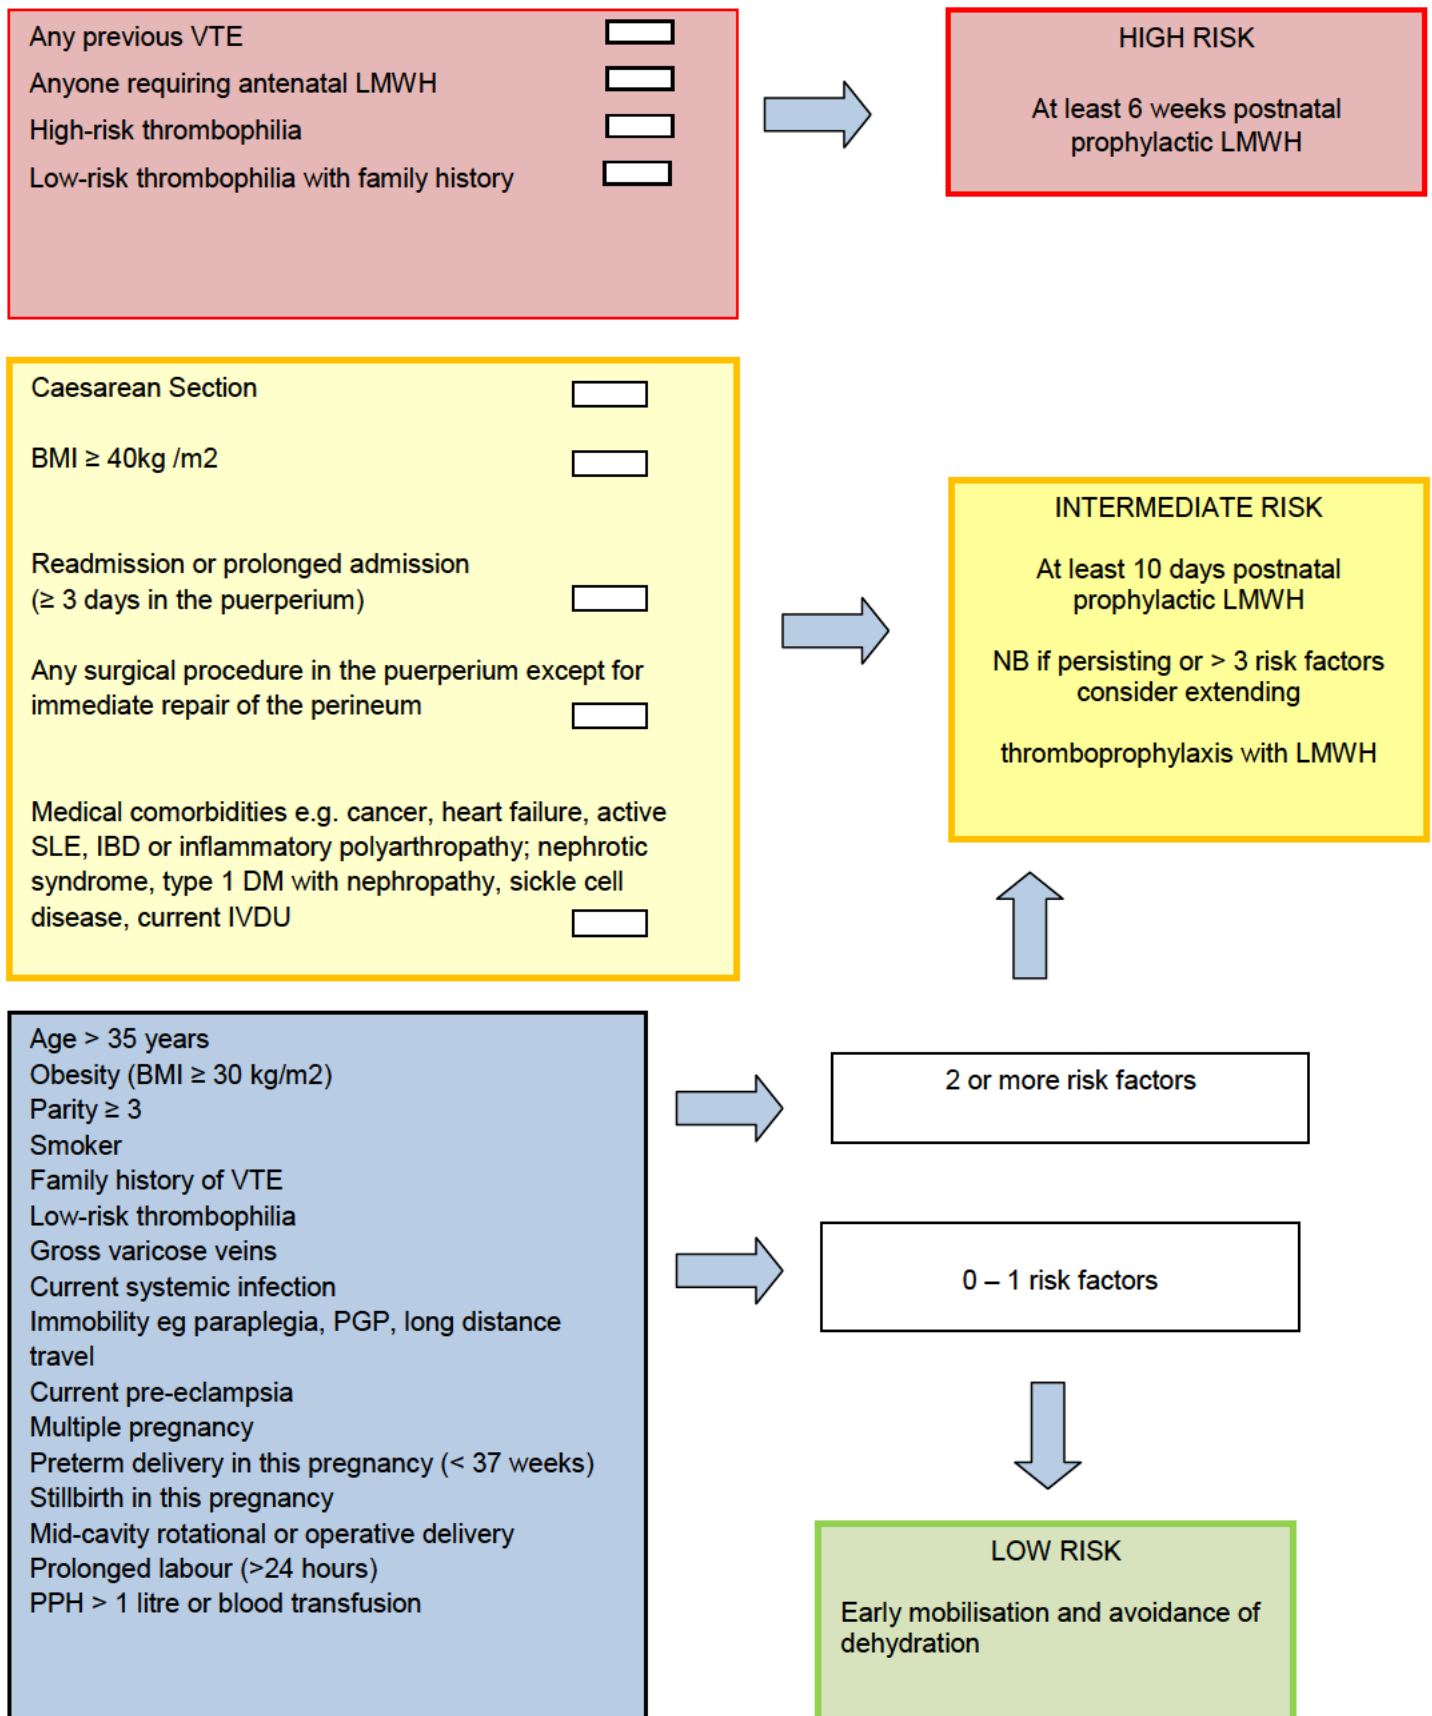 Any previous VTE
Anyone requiring antenatal LMWH
High-risk thrombophilia
Low-risk thrombophilia with family history
HIGH RISK
At least 6 weeks postnatal
prophylactic LMWH
Caesarean Section
BMI ≥ 40kg /m2
Readmission or prolonged admission
(≥ 3 days in the puerperium)
Any surgical procedure in the puerperium except for
immediate repair of the perineum
Medical comorbidities e.g. cancer, heart failure, active
SLE, IBD or inflammatory polyarthropathy; nephrotic
syndrome, type 1 DM with nephropathy, sickle cell
disease, current IVDU
INTERMEDIATE RISK
At least 10 days postnatal
prophylactic LMWH
NB if persisting or > 3 risk factors
consider extending
thromboprophylaxis with LMWH
Age > 35 years
Obesity (BMI ≥ 30 kg/m2)
Parity ≥ 3
Smoker
Family history of VTE
Low-risk thrombophilia
Gross varicose veins
Current systemic infection
Immobility eg paraplegia, PGP, long distance
travel
Current pre-eclampsia
Multiple pregnancy
Preterm delivery in this pregnancy (< 37 weeks)
Stillbirth in this pregnancy
Mid-cavity rotational or operative delivery
Prolonged labour (>24 hours)
PPH > 1 litre or blood transfusion
2 or more risk factors
0 – 1 risk factors
LOW RISK
Early mobilisation and avoidance of
dehydration